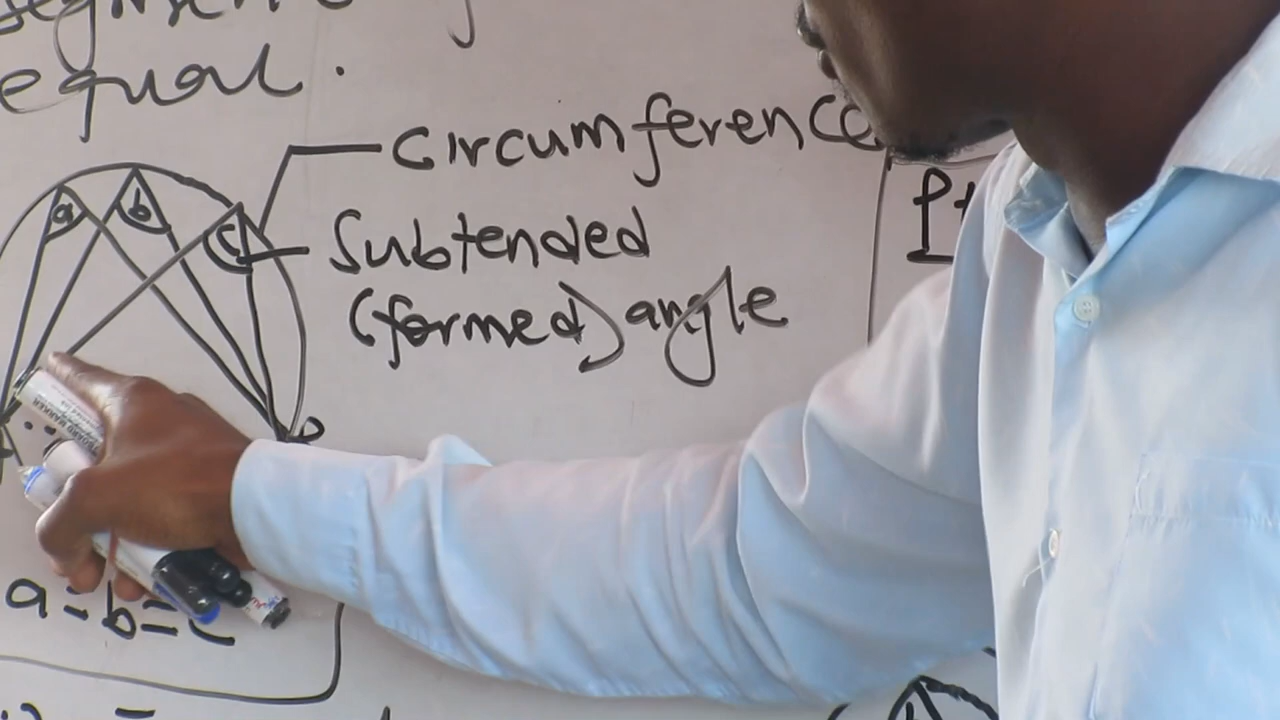 equal.
circumference
a
b
c
Subtended
(formed) angle
a = b = c